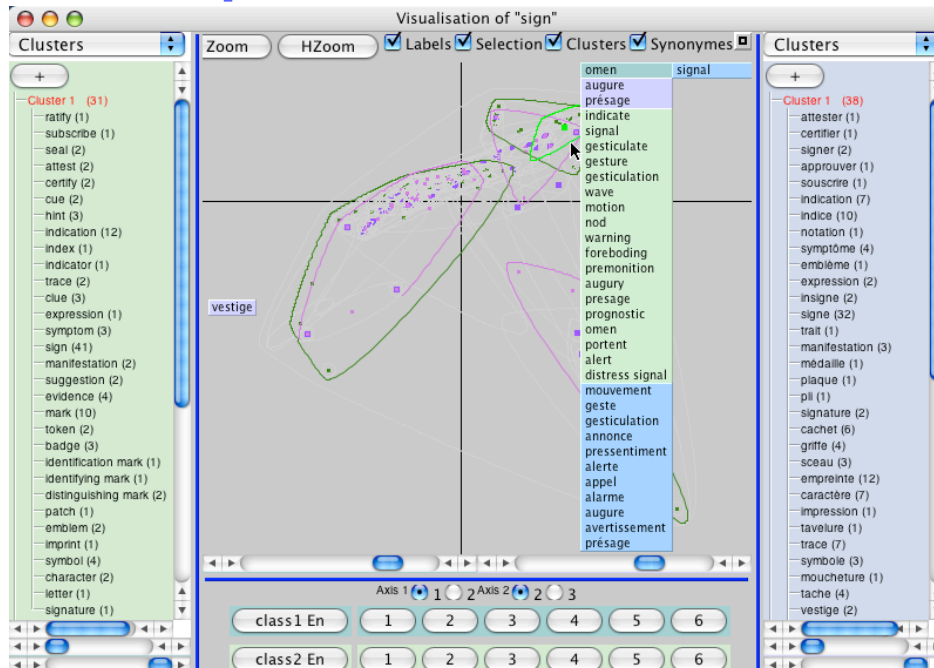 Visualisation of "sign"
Clusters
+
Cluster 1 (31)
ratify (1)
subscribe (1)
seal (2)
attest (2)
certify (2)
cue (2)
hint (3)
indication (12)
index (1)
indicator (1)
trace (2)
clue (3)
expression (1)
symptom (3)
sign (41)
manifestation (2)
suggestion (2)
evidence (4)
mark (10)
token (2)
badge (3)
identification mark (1)
identifying mark (1)
distinguishing mark (2)
patch (1)
emblem (2)
imprint (1)
symbol (4)
character (2)
letter (1)
signature (1)
Zoom HZoom Labels Selection Clusters Synonymes
omen signal
augure
présage
indicate
signal
gesticulate
gesture
gesticulation
wave
motion
nod
warning
foreboding
premonition
augury
presage
prognostic
omen
portent
alert
distress signal
mouvement
geste
gesticulation
annonce
pressentiment
alerte
appel
alarme
augure
avertissement
présage
vestige
Axis 1 1 2 Axis 2 2 3
class1 En 1 2 3 4 5 6
class2 En 1 2 3 4 5 6
Clusters
+
Cluster 1 (38)
attester (1)
certifier (1)
signer (2)
approuver (1)
souscrire (1)
indication (7)
indice (10)
notation (1)
symptôme (4)
emblème (1)
expression (2)
insigne (2)
signe (32)
trait (1)
manifestation (3)
médaille (1)
plaque (1)
pli (1)
signature (2)
cachet (6)
griffe (4)
sceau (3)
empreinte (12)
caractère (7)
impression (1)
tavelure (1)
trace (7)
symbole (3)
moucheture (1)
tache (4)
vestige (2)